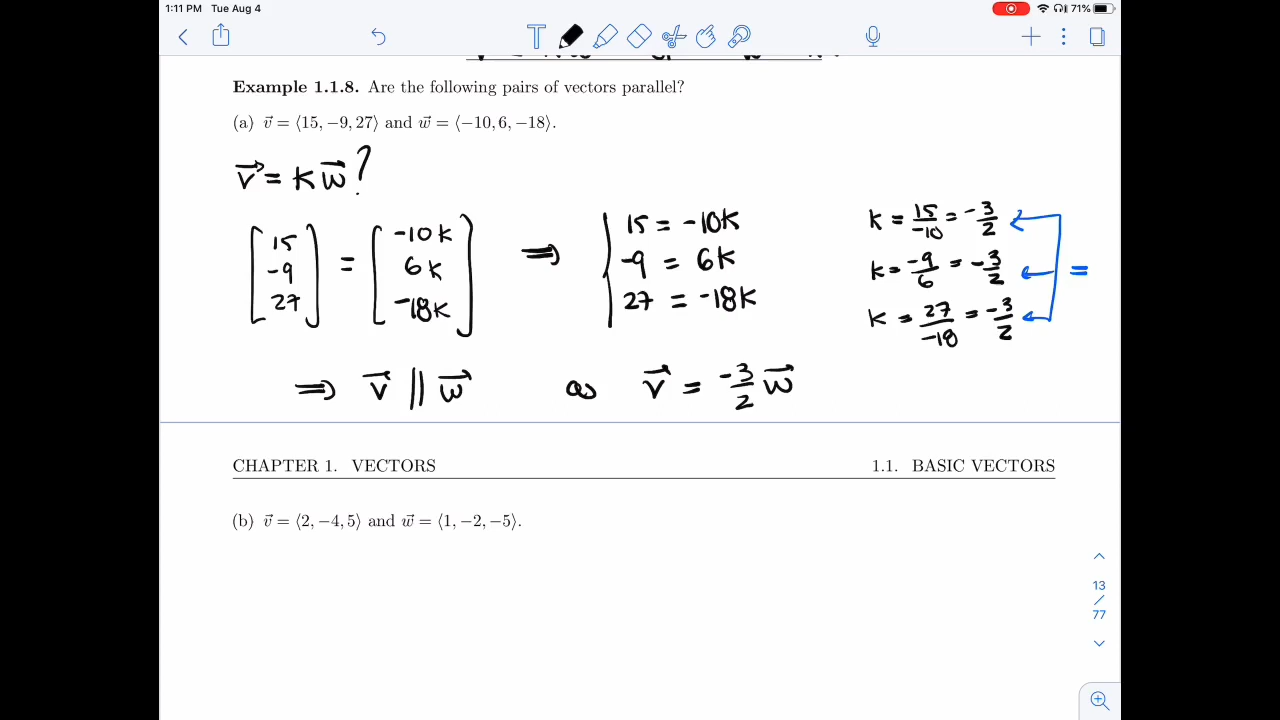 1:11 PM Tue Aug 4 71%
T
Example 1.1.8. Are the following pairs of vectors parallel?
(a) v⃗ = ⟨15, −9, 27⟩ and w⃗ = ⟨−10, 6, −18⟩.
v⃗ = k w⃗ ?
[15 −9 27] = [−10k 6k −18k] ⟹
15 = −10k
−9 = 6k
27 = −18k
k = 15/−10 = −3/2
k = −9/6 = −3/2
k = 27/−18 = −3/2
=
⟹ v⃗ ∥ w⃗ as v⃗ = −3/2 w⃗
CHAPTER 1. VECTORS 1.1. BASIC VECTORS
(b) v⃗ = ⟨2, −4, 5⟩ and w⃗ = ⟨1, −2, −5⟩.
13
/
77